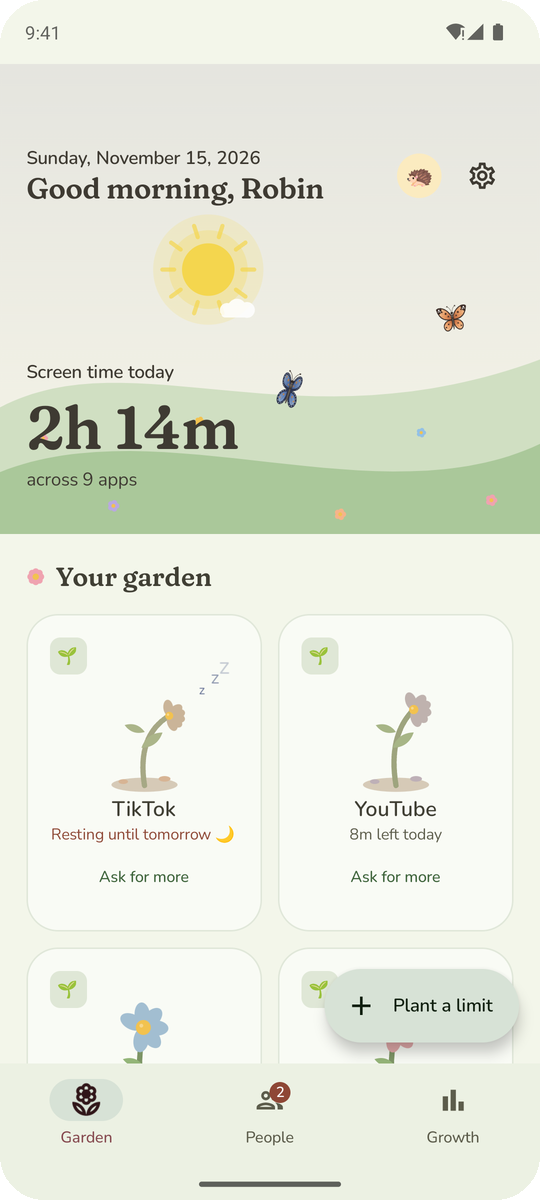 9:41
Sunday, November 15, 2026
Good morning, Robin
Screen time today
2h 14m
across 9 apps
Your garden
z z Z
TikTok
Resting until tomorrow 🌙
Ask for more
YouTube
8m left today
Ask for more
Plant a limit
Garden
2
People
Growth